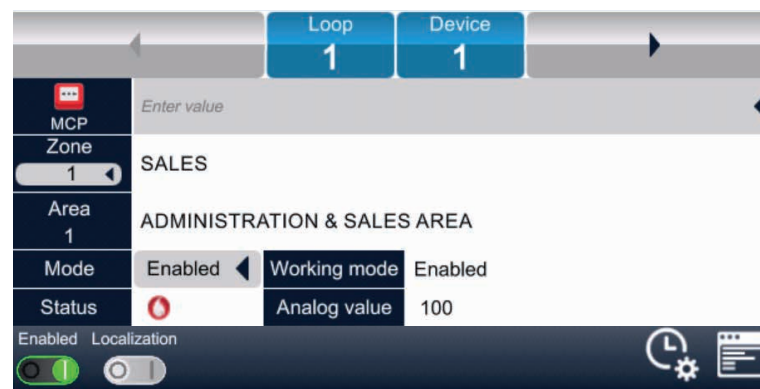 Loop
Device
1
1
MCP
Enter value
Zone
1
SALES
Area
1
ADMINISTRATION & SALES AREA
Mode
Enabled
Working mode
Enabled
Status
Analog value
100
Enabled
Localization